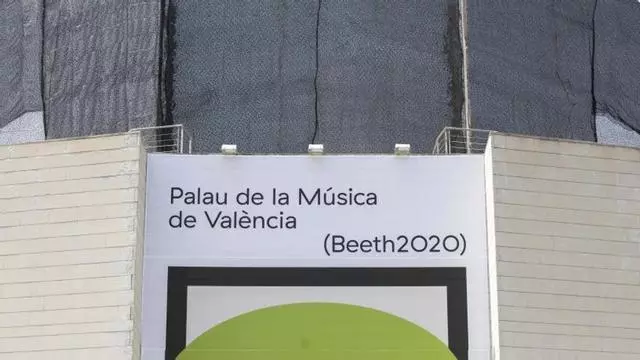 Palau de la Música
de València
(Beeth2020)